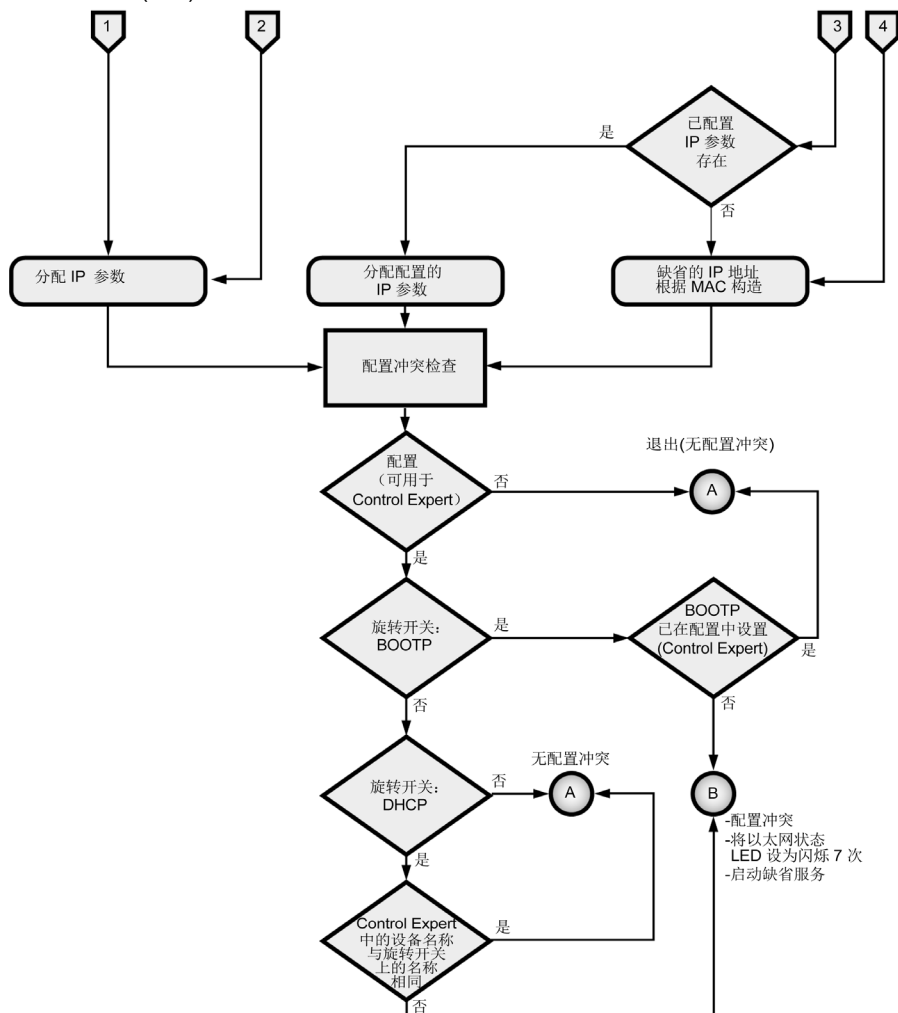 1
2
3
4
已配置
IP 参数
存在
是
否
分配 IP 参数
分配配置的
IP 参数
缺省的 IP 地址
根据 MAC 构造
配置冲突检查
退出(无配置冲突)
配置
（可用于
Control Expert）
否
A
是
旋转开关：
BOOTP
是
BOOTP
已在配置中设置
(Control Expert)
是
否
否
无配置冲突
旋转开关：
DHCP
否
A
B
-配置冲突
-将以太网状态
LED 设为闪烁 7 次
-启动缺省服务
是
Control Expert
中的设备名称
与旋转开关
上的名称
相同
是
否